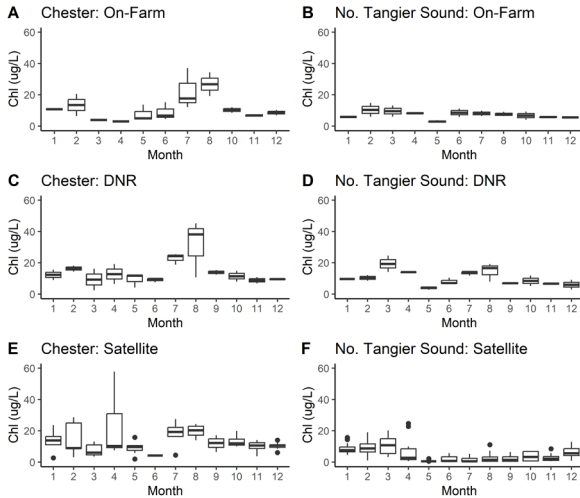 A Chester: On-Farm
Chl (ug/L)
60
40
20
0
1 2 3 4 5 6 7 8 10 11 12
Month
B No. Tangier Sound: On-Farm
Chl (ug/L)
60
40
20
0
1 2 3 4 5 6 7 8 10 11 12
Month
C Chester: DNR
Chl (ug/L)
60
40
20
0
1 2 3 4 5 6 7 8 9 10 11 12
Month
D No. Tangier Sound: DNR
Chl (ug/L)
60
40
20
0
1 2 3 4 5 6 7 8 9 10 11 12
Month
E Chester: Satellite
Chl (ug/L)
60
40
20
0
1 2 3 4 5 6 7 8 9 10 11 12
Month
F No. Tangier Sound: Satellite
Chl (ug/L)
60
40
20
0
1 2 3 4 5 6 7 8 9 10 11 12
Month